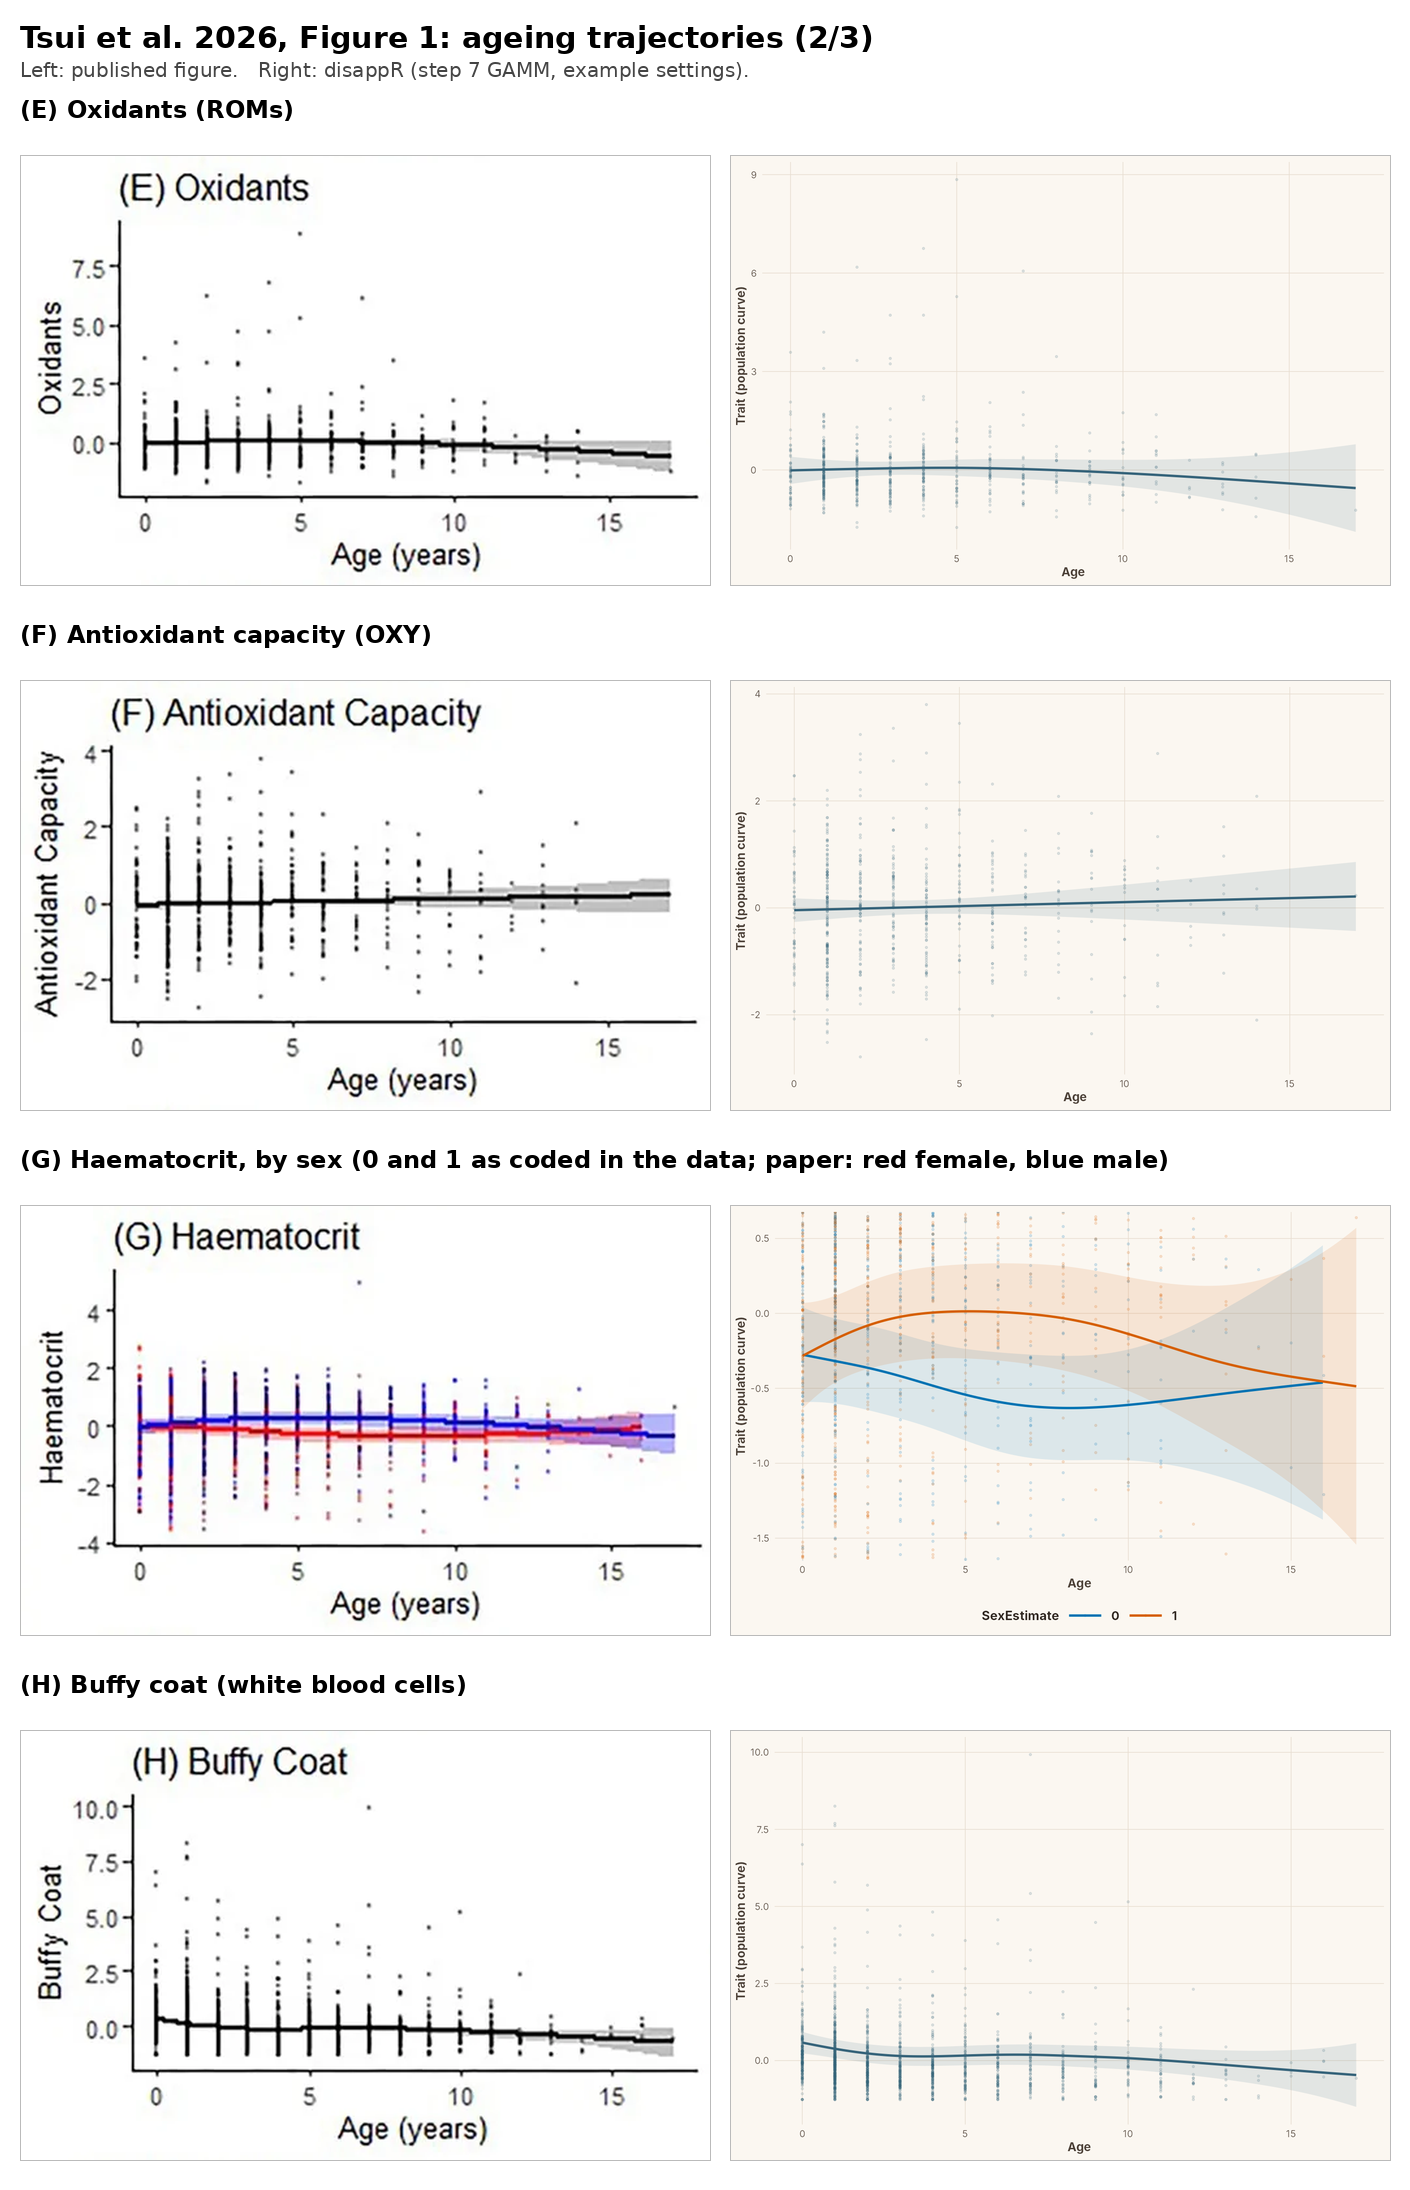 Tsui et al. 2026, Figure 1: ageing trajectories (2/3)
Left: published figure. Right: disappR (step 7 GAMM, example settings).
(E) Oxidants (ROMs)
(E) Oxidants
Oxidants
7.5
5.0
2.5
0.0
0 5 10 15
Age (years)
Trait (population curve)
9
6
3
0
0 5 10 15
Age
(F) Antioxidant capacity (OXY)
(F) Antioxidant Capacity
Antioxidant Capacity
4
2
0
-2
0 5 10 15
Age (years)
Trait (population curve)
4
2
0
-2
0 5 10 15
Age
(G) Haematocrit, by sex (0 and 1 as coded in the data; paper: red female, blue male)
(G) Haematocrit
Haematocrit
4
2
0
-2
-4
0 5 10 15
Age (years)
Trait (population curve)
0.5
0.0
-0.5
-1.0
-1.5
0 5 10 15
Age
SexEstimate 0 1
(H) Buffy coat (white blood cells)
(H) Buffy Coat
Buffy Coat
10.0
7.5
5.0
2.5
0.0
0 5 10 15
Age (years)
Trait (population curve)
10.0
7.5
5.0
2.5
0.0
0 5 10 15
Age